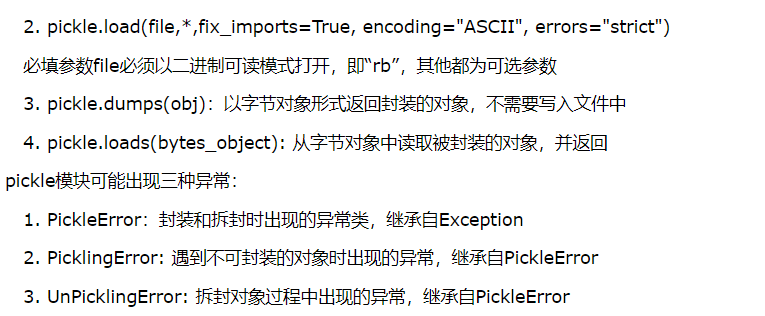 2. pickle.load(file,*,fix_imports=True, encoding="ASCII", errors="strict")
必填参数file必须以二进制可读模式打开，即“rb”，其他都为可选参数
3. pickle.dumps(obj)：以字节对象形式返回封装的对象，不需要写入文件中
4. pickle.loads(bytes_object): 从字节对象中读取被封装的对象，并返回
pickle模块可能出现三种异常：
1. PickleError：封装和拆封时出现的异常类，继承自Exception
2. PicklingError: 遇到不可封装的对象时出现的异常，继承自PickleError
3. UnPicklingError: 拆封对象过程中出现的异常，继承自PickleError